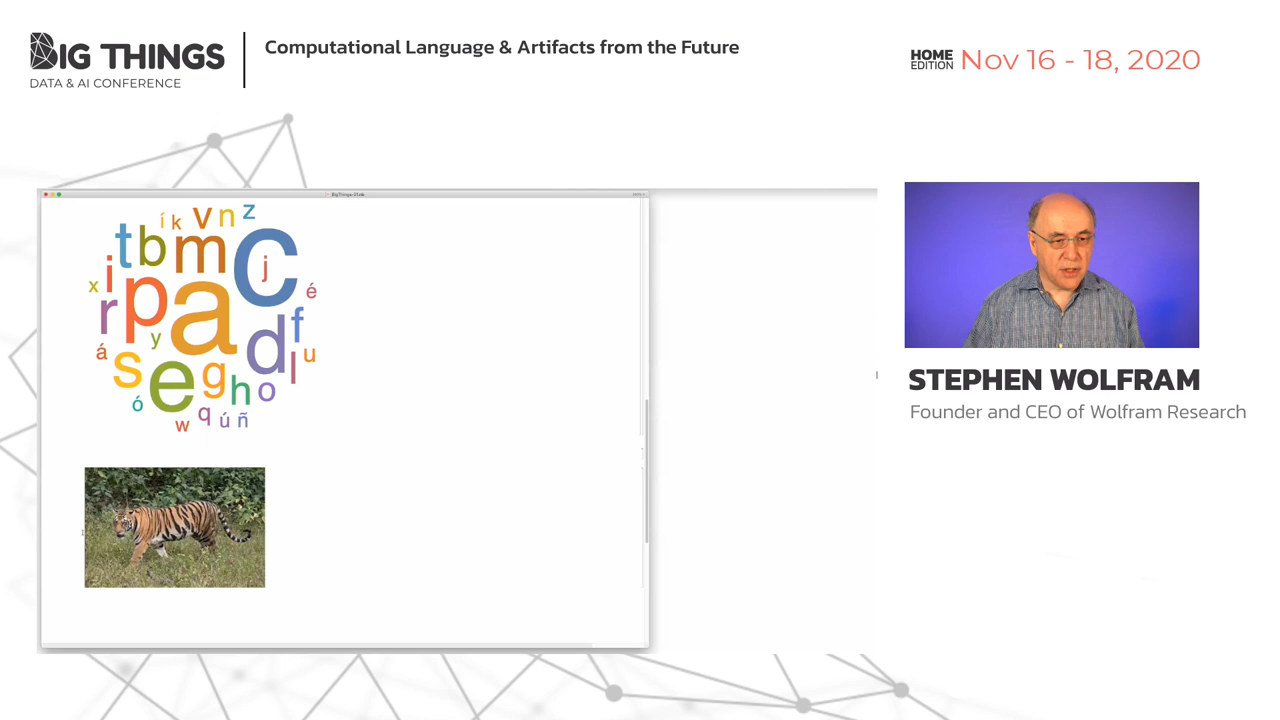 BIG THINGS
DATA & AI CONFERENCE
Computational Language & Artifacts from the Future
HOME
EDITION
Nov 16 - 18, 2020
í k v n z
t b m c
i p a j é
x r y d f
á s e g h o l u
ó w q ú ñ
STEPHEN WOLFRAM
Founder and CEO of Wolfram Research